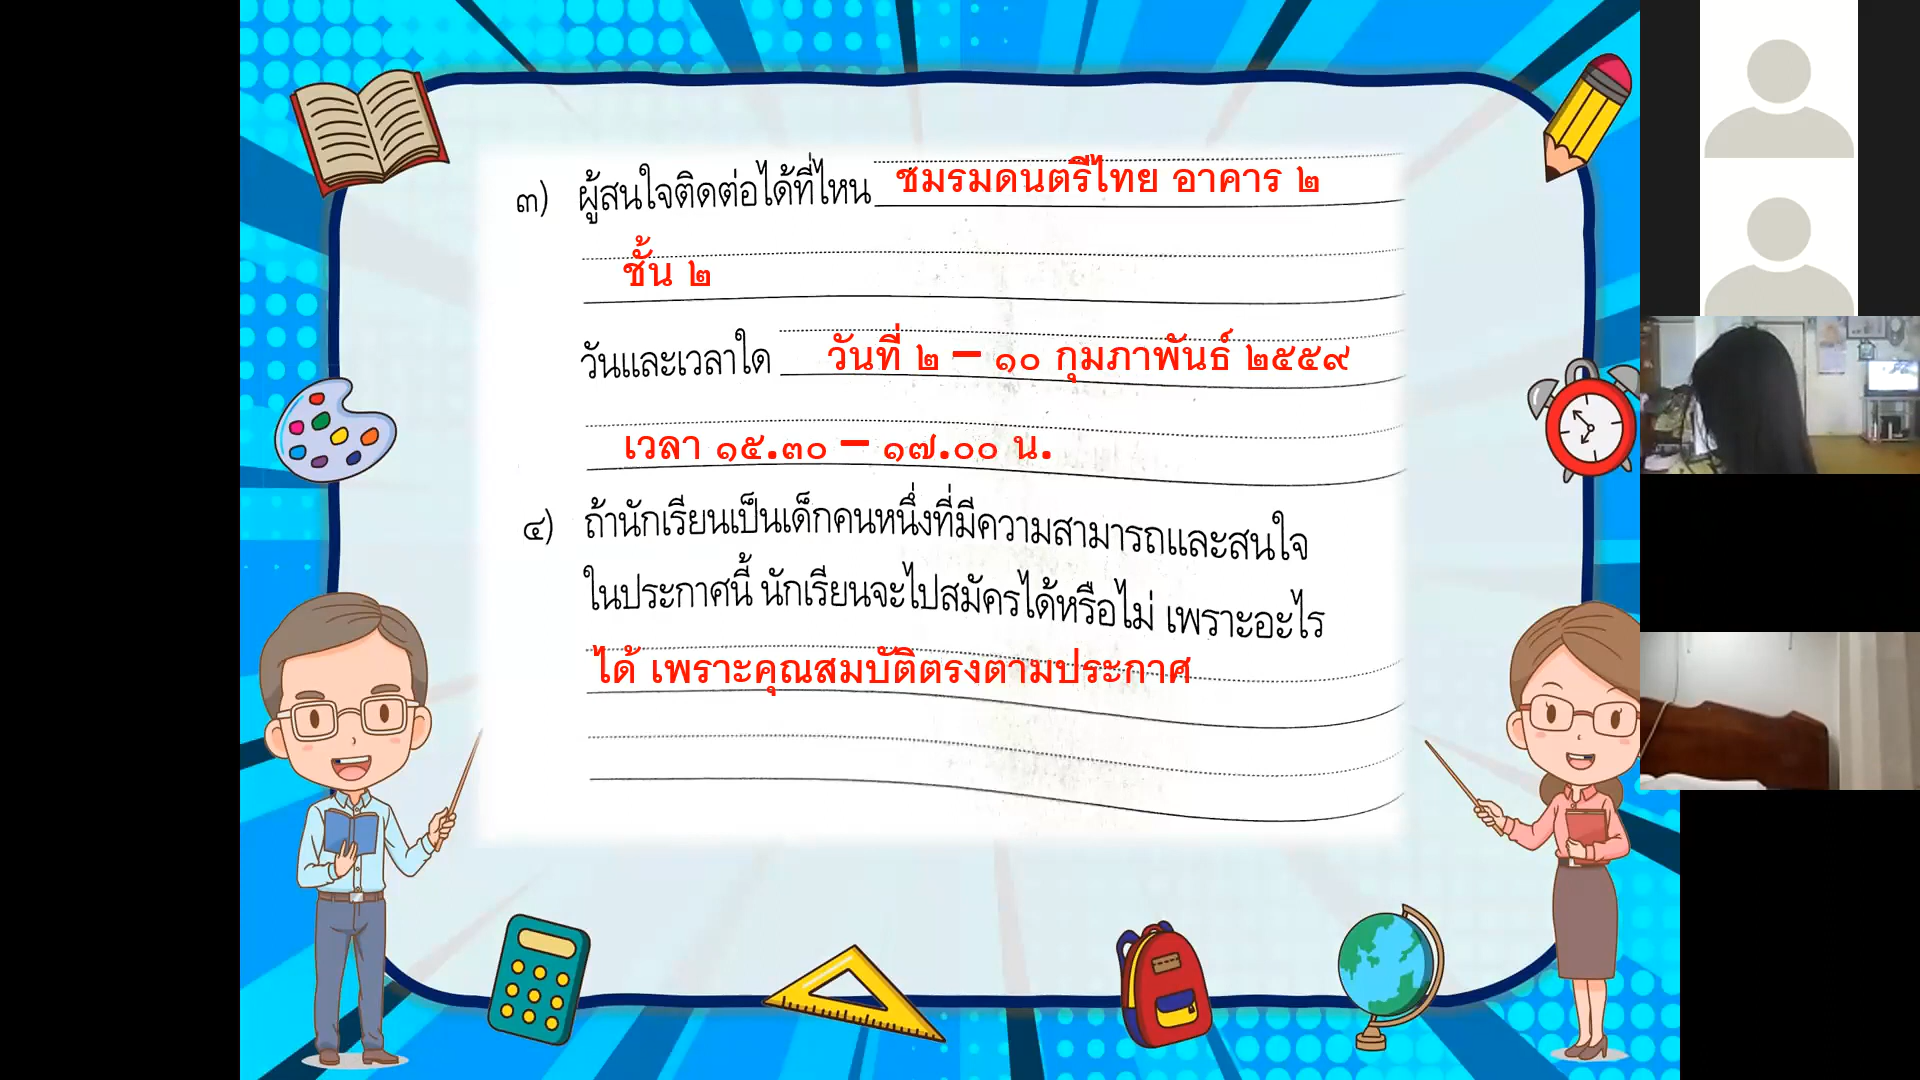 ๓) ผู้สนใจติดต่อได้ที่ไหน ชมรมดนตรีไทย อาคาร ๒
ชั้น ๒
วันและเวลาใด วันที่ ๒ – ๑๐ กุมภาพันธ์ ๒๕๕๙
เวลา ๑๕.๓๐ – ๑๗.๐๐ น.
๔) ถ้านักเรียนเป็นเด็กคนหนึ่งที่มีความสามารถและสนใจ
ในประกาศนี้ นักเรียนจะไปสมัครได้หรือไม่ เพราะอะไร
ได้ เพราะคุณสมบัติตรงตามประกาศ